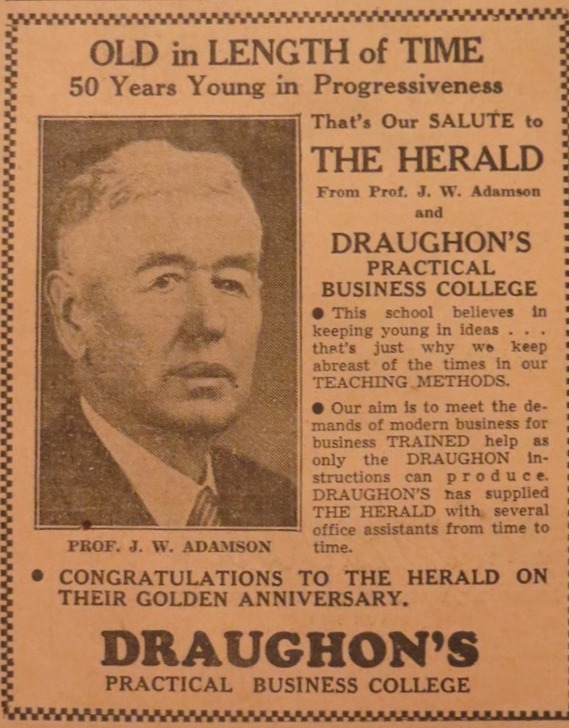 OLD in LENGTH of TIME
50 Years Young in Progressiveness
That's Our SALUTE to
THE HERALD
From Prof. J. W. Adamson
and
DRAUGHON'S
PRACTICAL
BUSINESS COLLEGE
● This school believes in
keeping young in ideas . . .
that's just why we keep
abreast of the times in our
TEACHING METHODS.
● Our aim is to meet the de-
mands of modern business for
business TRAINED help as
only the DRAUGHON in-
structions can produce.
DRAUGHON'S has supplied
THE HERALD with several
office assistants from time to
time.
PROF. J. W. ADAMSON
● CONGRATULATIONS TO THE HERALD ON
THEIR GOLDEN ANNIVERSARY.
DRAUGHON'S
PRACTICAL BUSINESS COLLEGE